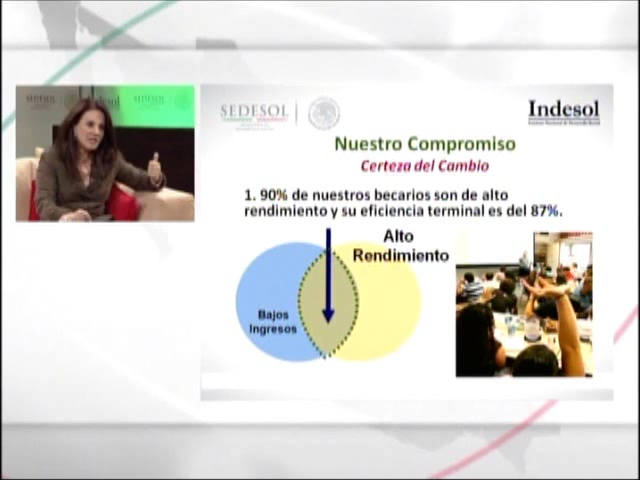 SEDESOL
Indesol
Nuestro Compromiso
Certeza del Cambio
1. 90% de nuestros becarios son de alto
rendimiento y su eficiencia terminal es del 87%.
Alto
Rendimiento
Bajos
Ingresos